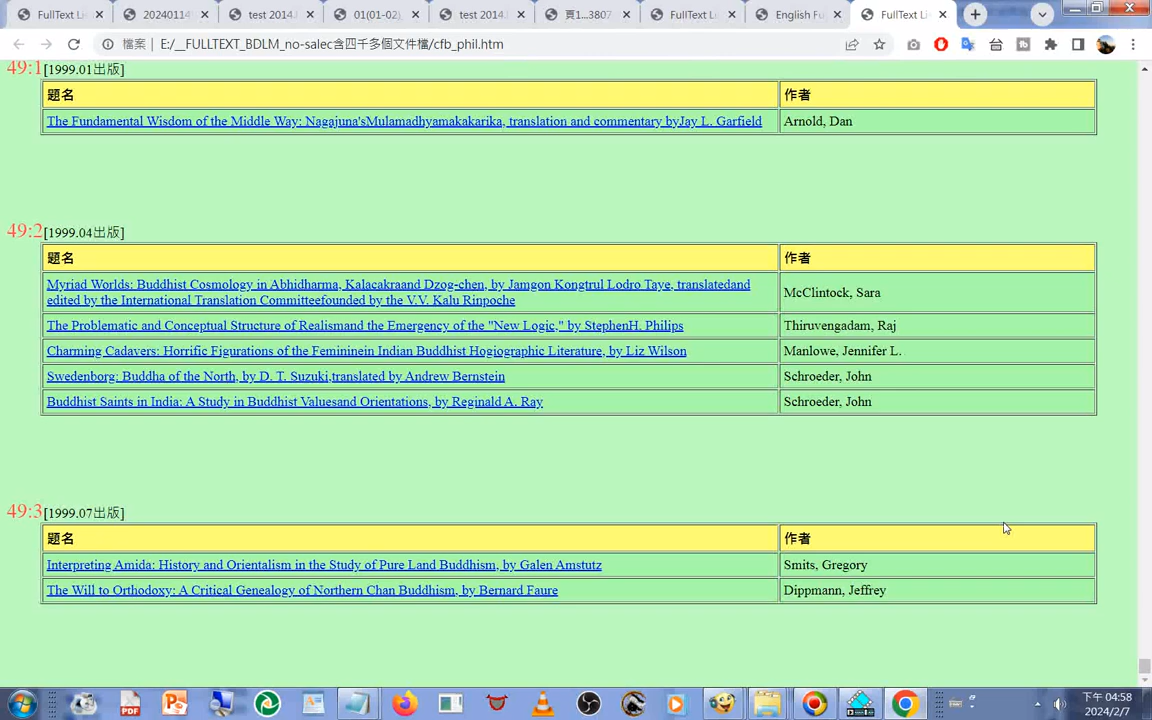 FullText Li
20240114
test 2014.
01(01-02)
test 2014.
頁1...3807
FullText L
English Fu
FullText Li
檔案 | E:/__FULLTEXT_BDLM_no-salec含四千多個文件檔/cfb_phil.htm
49:1[1999.01出版]
題名 作者
The Fundamental Wisdom of the Middle Way: Nagajuna'sMulamadhyamakakarika, translation and commentary byJay L. Garfield Arnold, Dan
49:2[1999.04出版]
題名 作者
Myriad Worlds: Buddhist Cosmology in Abhidharma, Kalacakraand Dzog-chen, by Jamgon Kongtrul Lodro Taye, translatedand
edited by the International Translation Committeefounded by the V.V. Kalu Rinpoche McClintock, Sara
The Problematic and Conceptual Structure of Realismand the Emergency of the "New Logic," by StephenH. Philips Thiruvengadam, Raj
Charming Cadavers: Horrific Figurations of the Femininein Indian Buddhist Hogiographic Literature, by Liz Wilson Manlowe, Jennifer L.
Swedenborg: Buddha of the North, by D. T. Suzuki,translated by Andrew Bernstein Schroeder, John
Buddhist Saints in India: A Study in Buddhist Valuesand Orientations, by Reginald A. Ray Schroeder, John
49:3[1999.07出版]
題名 作者
Interpreting Amida: History and Orientalism in the Study of Pure Land Buddhism, by Galen Amstutz Smits, Gregory
The Will to Orthodoxy: A Critical Genealogy of Northern Chan Buddhism, by Bernard Faure Dippmann, Jeffrey
PDF
下午 04:58
2024/2/7